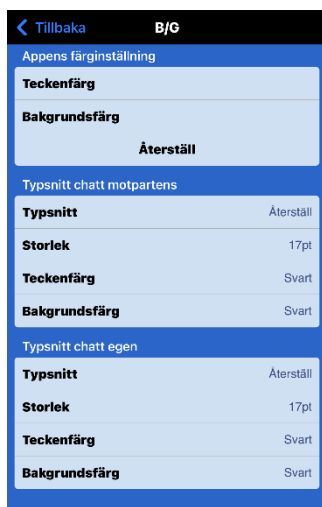 Tillbaka B/G
Appens färginställning
Teckenfärg
Bakgrundsfärg
Återställ
Typsnitt chatt motpartens
Typsnitt Återställ
Storlek 17pt
Teckenfärg Svart
Bakgrundsfärg Svart
Typsnitt chatt egen
Typsnitt Återställ
Storlek 17pt
Teckenfärg Svart
Bakgrundsfärg Svart